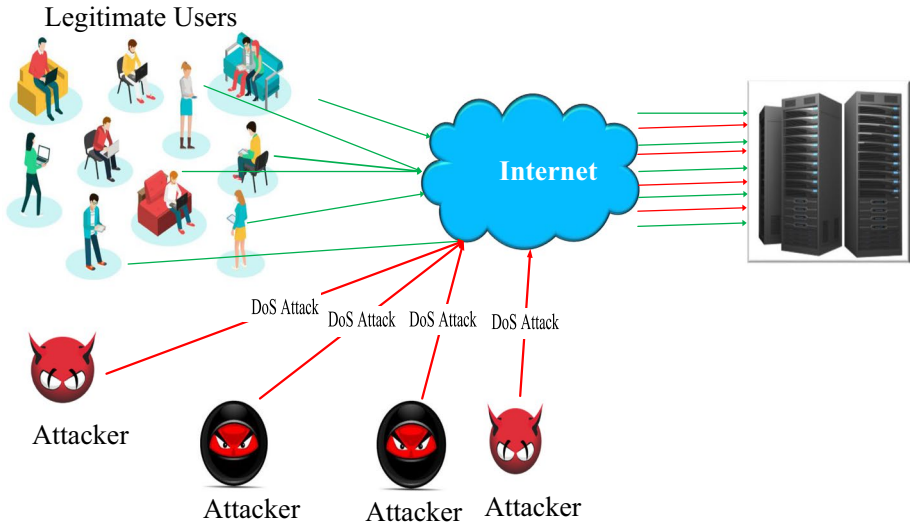 Legitimate Users
Internet
DoS Attack
DoS Attack
DoS Attack
DoS Attack
Attacker
Attacker
Attacker
Attacker